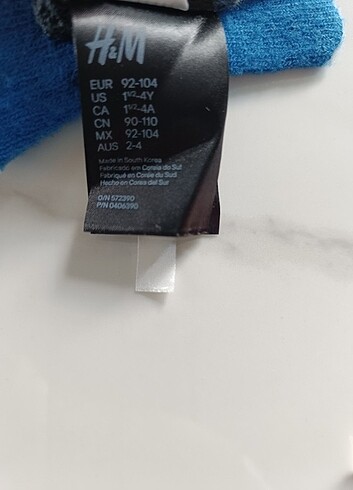 H&M
EUR 92-104
US 1½-4Y
CA 1½-4A
CN 90-110
MX 92-104
AUS 2-4
Made in South Korea
Fabricado em Coreia do Sul
Fabriqué en Corée du Sud
Hecho en Corea del Sur
O/N 572390
P/N 0406390